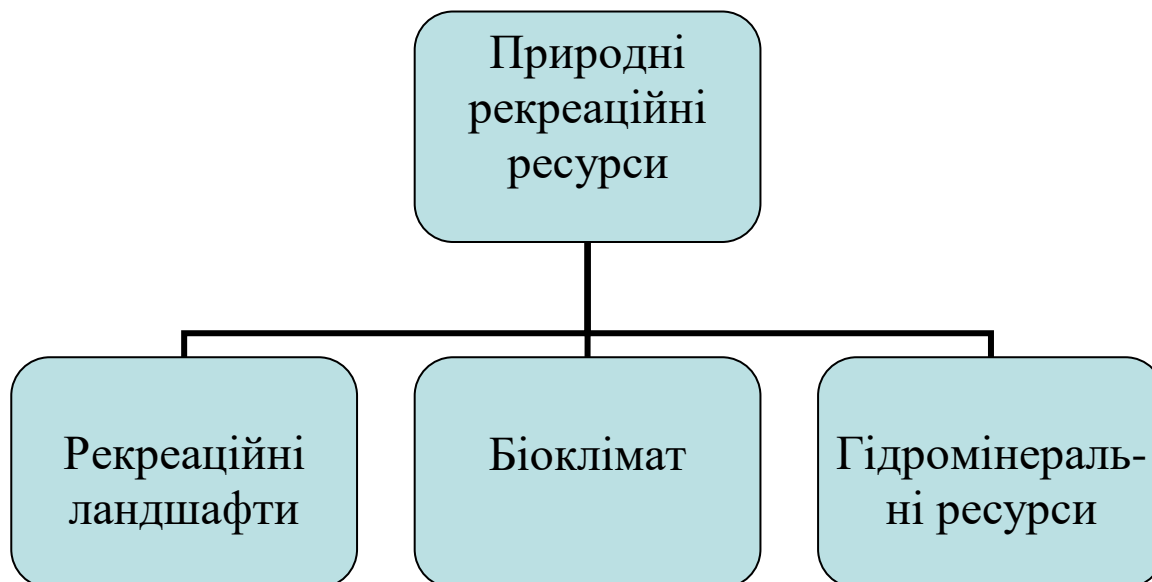 Природні
рекреаційні
ресурси
Рекреаційні
ландшафти
Біоклімат
Гідромінераль-
ні ресурси